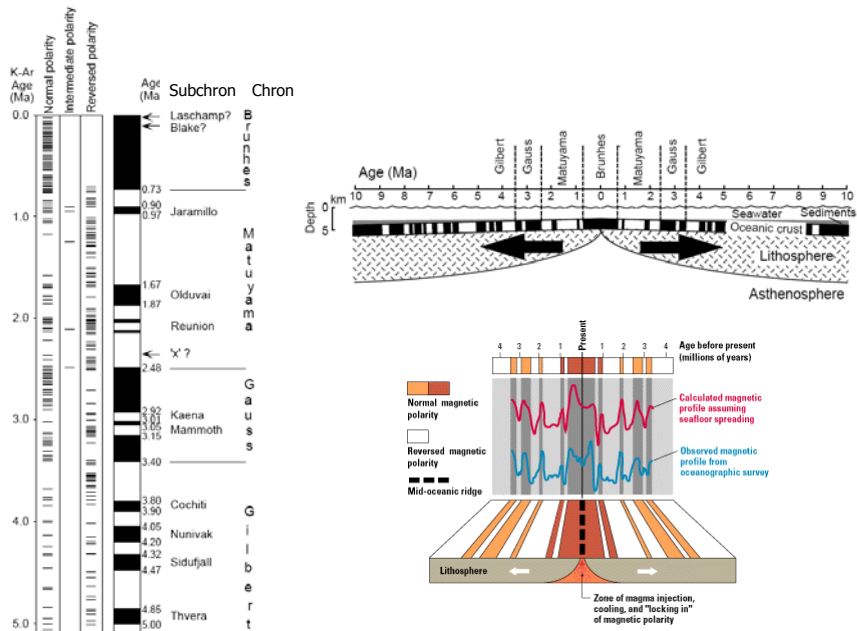 K-Ar
Age
(Ma)
Normal polarity
Intermediate polarity
Reversed polarity
Age
(Ma)
Subchron Chron
0.0
1.0
2.0
3.0
4.0
5.0
0.73
0.90
0.97
1.67
1.87
2.48
2.92
3.01
3.05
3.15
3.40
3.80
3.90
4.05
4.20
4.32
4.47
4.85
5.00
Laschamp?
Blake?
Jaramillo
Olduvai
Reunion
'x' ?
Kaena
Mammoth
Cochiti
Nunivak
Sidufjall
Thvera
Brunhes
Matuyama
Gauss
Gilbert
Gilbert
Gauss
Matuyama
Brunhes
Matuyama
Gauss
Gilbert
Age (Ma)
10 9 8 7 6 5 4 3 2 1 0 1 2 3 4 5 6 7 8 9 10
km
Depth
0
5
Seawater
Sediments
Oceanic crust
Lithosphere
Asthenosphere
Present
4 3 2 1 1 2 3 4
Age before present
(millions of years)
Normal magnetic
polarity
Reversed magnetic
polarity
Mid-oceanic ridge
Calculated magnetic
profile assuming
seafloor spreading
Observed magnetic
profile from
oceanographic survey
Lithosphere
Zone of magma injection,
cooling, and "locking in"
of magnetic polarity